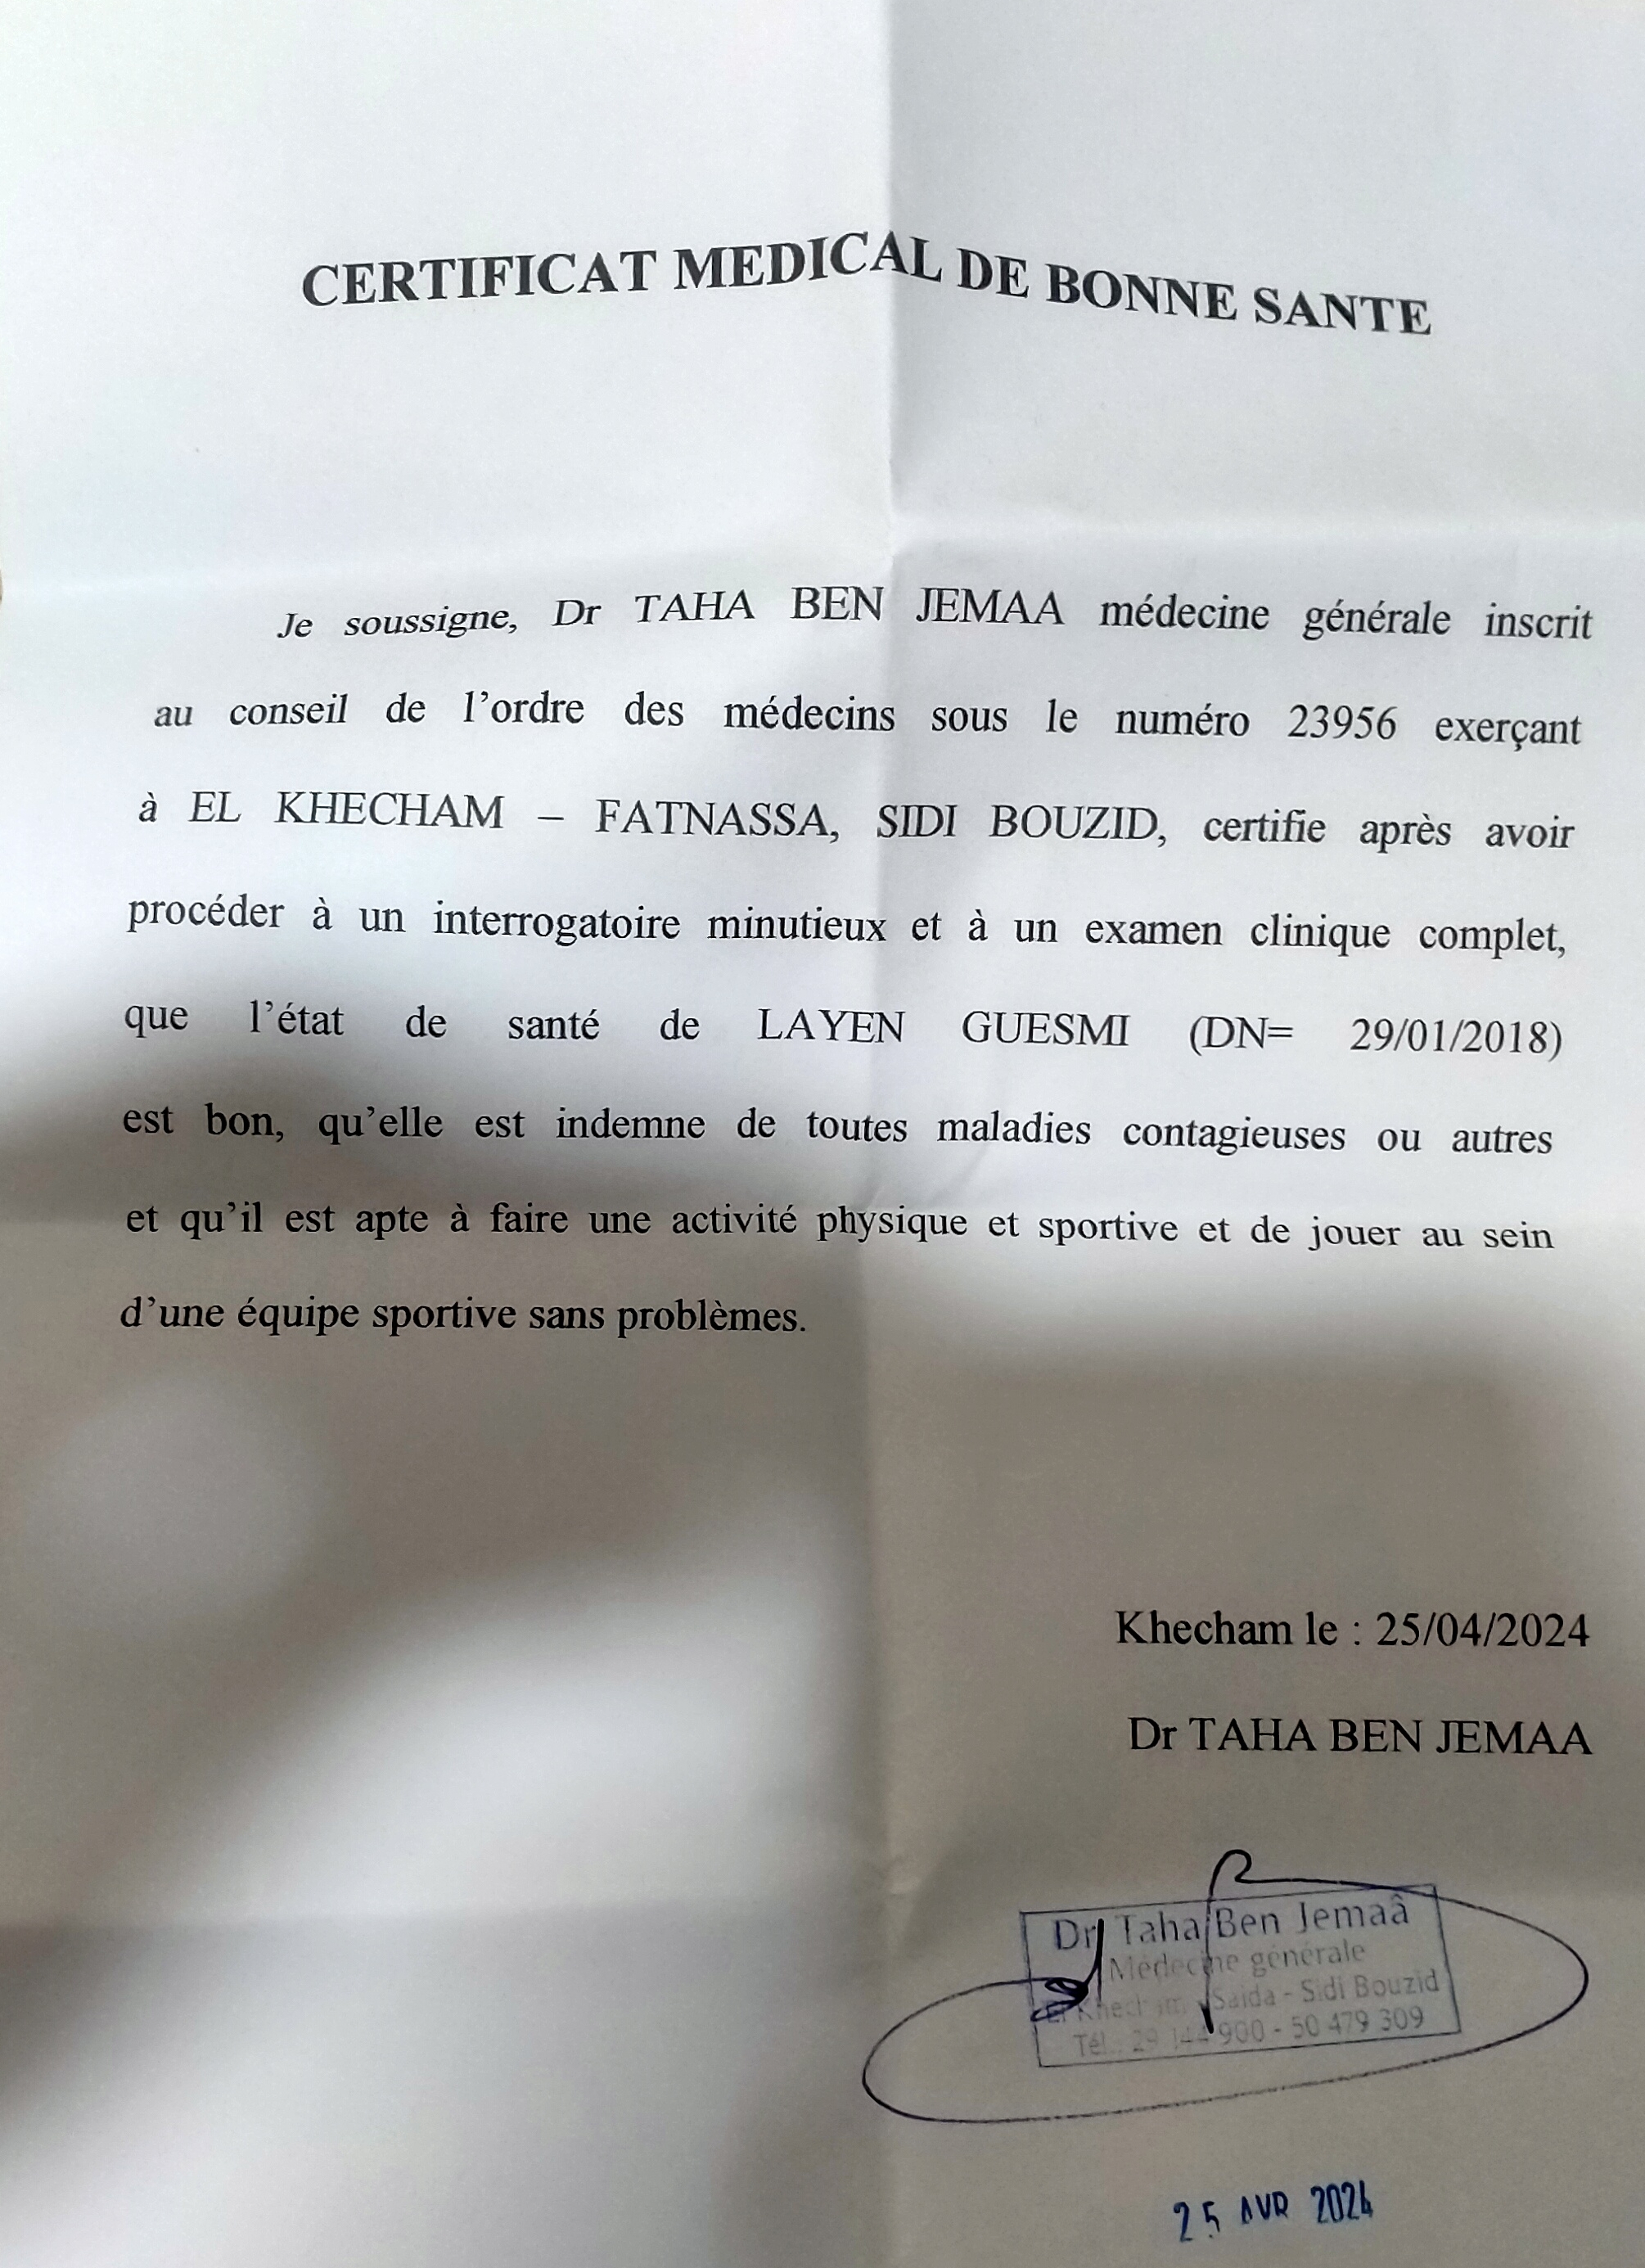 CERTIFICAT MEDICAL DE BONNE SANTE
Je soussigne, Dr TAHA BEN JEMAA médecine générale inscrit
au conseil de l'ordre des médecins sous le numéro 23956 exerçant
à EL KHECHAM – FATNASSA, SIDI BOUZID, certifie après avoir
procéder à un interrogatoire minutieux et à un examen clinique complet,
que l'état de santé de LAYEN GUESMI (DN= 29/01/2018)
est bon, qu'elle est indemne de toutes maladies contagieuses ou autres
et qu'il est apte à faire une activité physique et sportive et de jouer au sein
d'une équipe sportive sans problèmes.
Khecham le : 25/04/2024
Dr TAHA BEN JEMAA
Dr Taha Ben Jemaâ
Médecine générale
El Khecham - Saida - Sidi Bouzid
Tél.: 29 144 900 - 50 479 309
25 AVR 2024